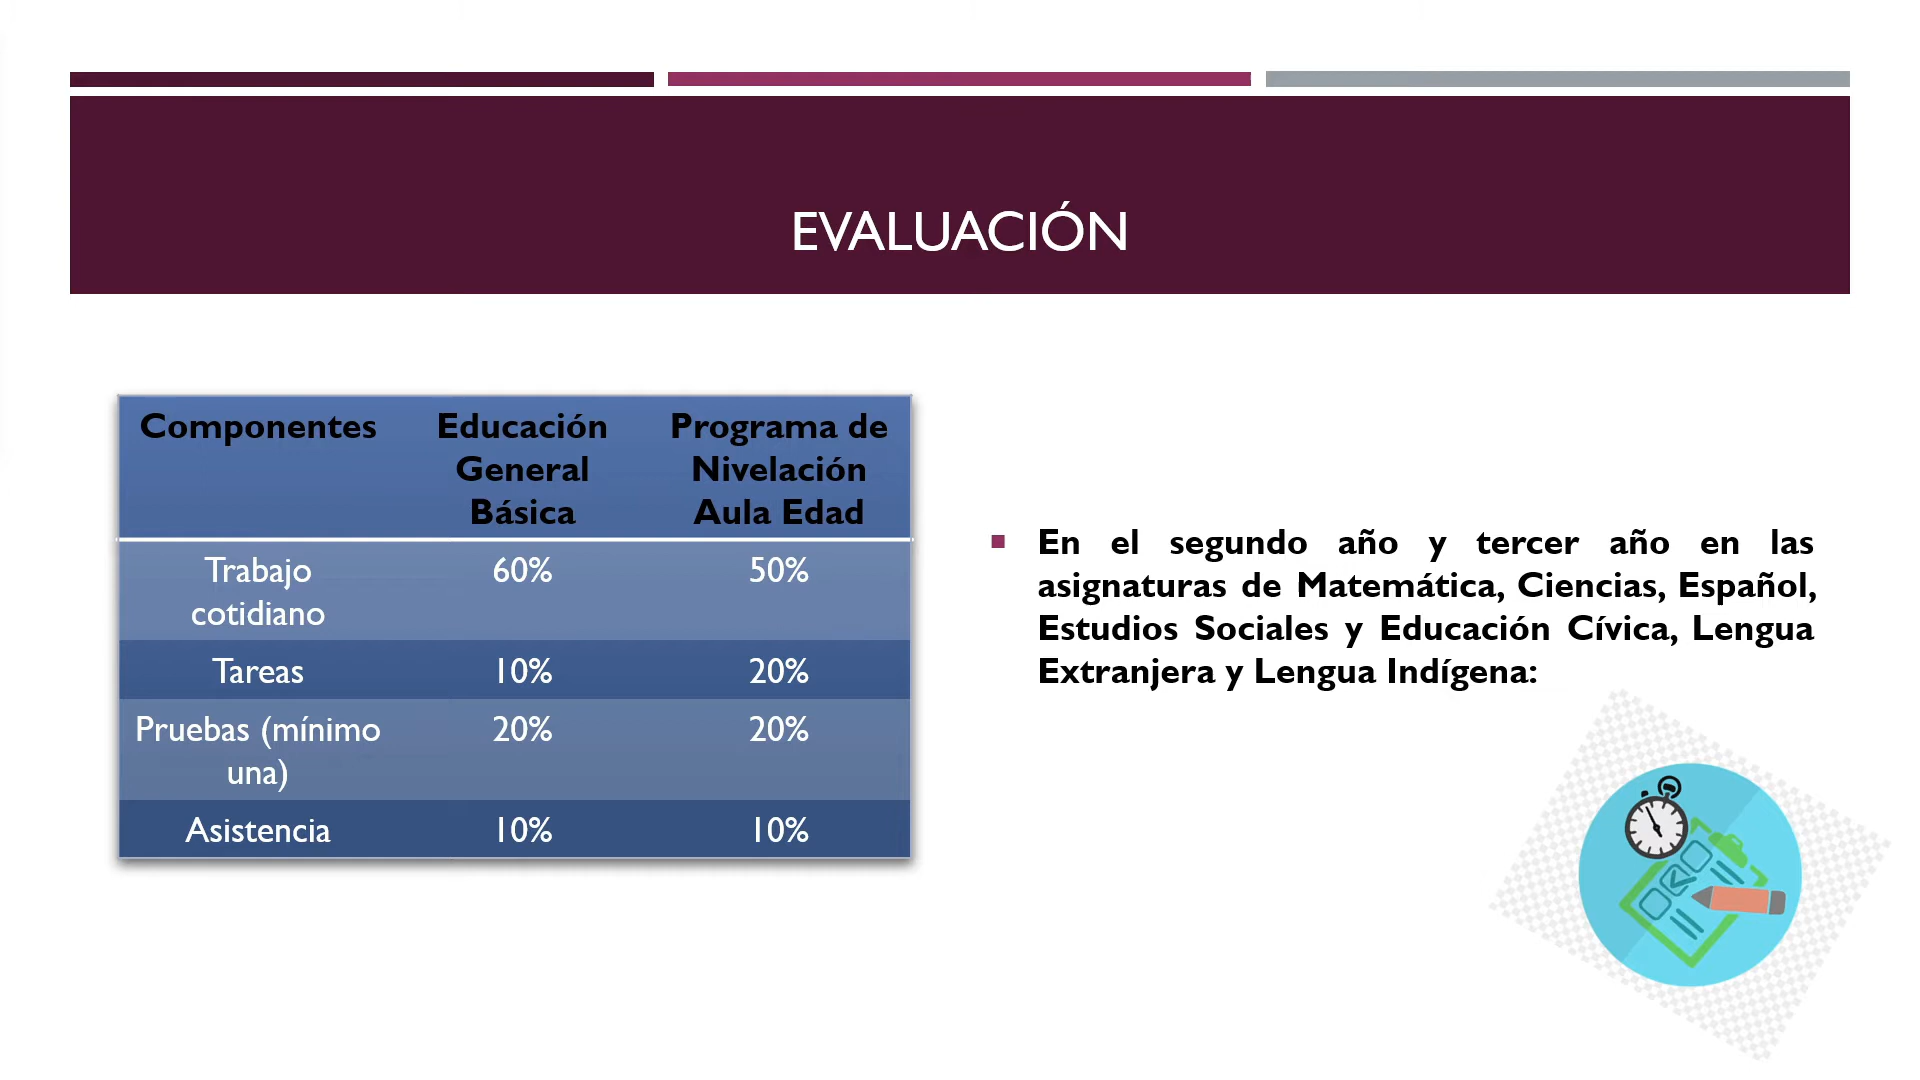 EVALUACIÓN
Componentes Educación General Básica Programa de Nivelación Aula Edad
Trabajo cotidiano 60% 50%
Tareas 10% 20%
Pruebas (mínimo una) 20% 20%
Asistencia 10% 10%
En el segundo año y tercer año en las
asignaturas de Matemática, Ciencias, Español,
Estudios Sociales y Educación Cívica, Lengua
Extranjera y Lengua Indígena: